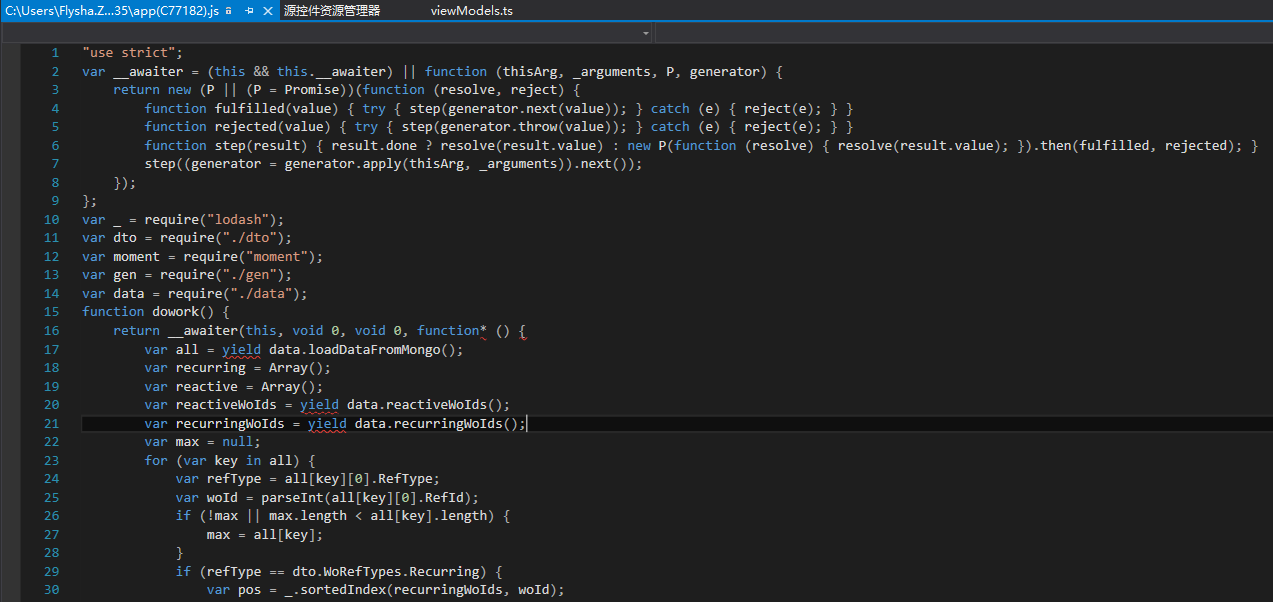 C:\Users\Flysha.Z...35\app(C77182).js 源控件资源管理器 viewModels.ts
1 "use strict";
2 var __awaiter = (this && this.__awaiter) || function (thisArg, _arguments, P, generator) {
3 return new (P || (P = Promise))(function (resolve, reject) {
4 function fulfilled(value) { try { step(generator.next(value)); } catch (e) { reject(e); } }
5 function rejected(value) { try { step(generator.throw(value)); } catch (e) { reject(e); } }
6 function step(result) { result.done ? resolve(result.value) : new P(function (resolve) { resolve(result.value); }).then(fulfilled, rejected); }
7 step((generator = generator.apply(thisArg, _arguments)).next());
8 });
9 };
10 var _ = require("lodash");
11 var dto = require("./dto");
12 var moment = require("moment");
13 var gen = require("./gen");
14 var data = require("./data");
15 function dowork() {
16 return __awaiter(this, void 0, void 0, function* () {
17 var all = yield data.loadDataFromMongo();
18 var recurring = Array();
19 var reactive = Array();
20 var reactiveWoIds = yield data.reactiveWoIds();
21 var recurringWoIds = yield data.recurringWoIds();
22 var max = null;
23 for (var key in all) {
24 var refType = all[key][0].RefType;
25 var woId = parseInt(all[key][0].RefId);
26 if (!max || max.length < all[key].length) {
27 max = all[key];
28 }
29 if (refType == dto.WoRefTypes.Recurring) {
30 var pos = _.sortedIndex(recurringWoIds, woId);